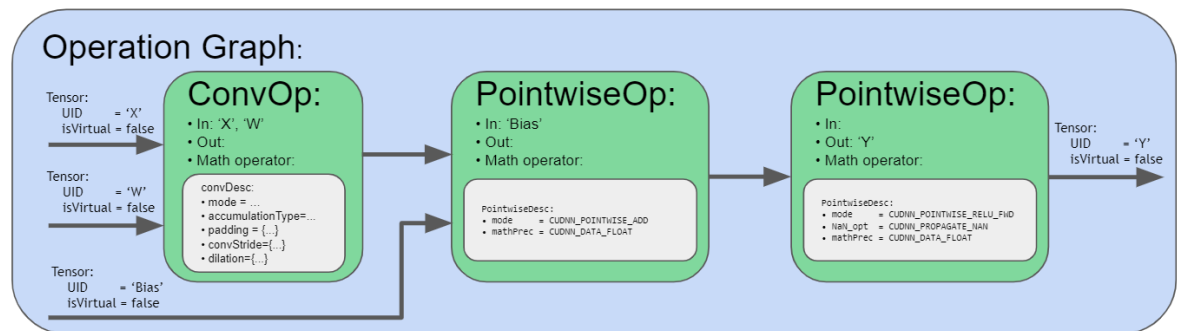 Operation Graph:
Tensor:
UID = ‘X’
isVirtual = false
Tensor:
UID = ‘W’
isVirtual = false
Tensor:
UID = ‘Bias’
isVirtual = false
ConvOp:
• In: ‘X’, ‘W’
• Out:
• Math operator:
convDesc:
• mode = ...
• accumulationType=...
• padding = {...}
• convStride={...}
• dilation={...}
PointwiseOp:
• In: ‘Bias’
• Out:
• Math operator:
PointwiseDesc:
• mode = CUDNN_POINTWISE_ADD
• mathPrec = CUDNN_DATA_FLOAT
PointwiseOp:
• In:
• Out: ‘Y’
• Math operator:
PointwiseDesc:
• mode = CUDNN_POINTWISE_RELU_FWD
• NaN_opt = CUDNN_PROPAGATE_NAN
• mathPrec = CUDNN_DATA_FLOAT
Tensor:
UID = ‘Y’
isVirtual = false